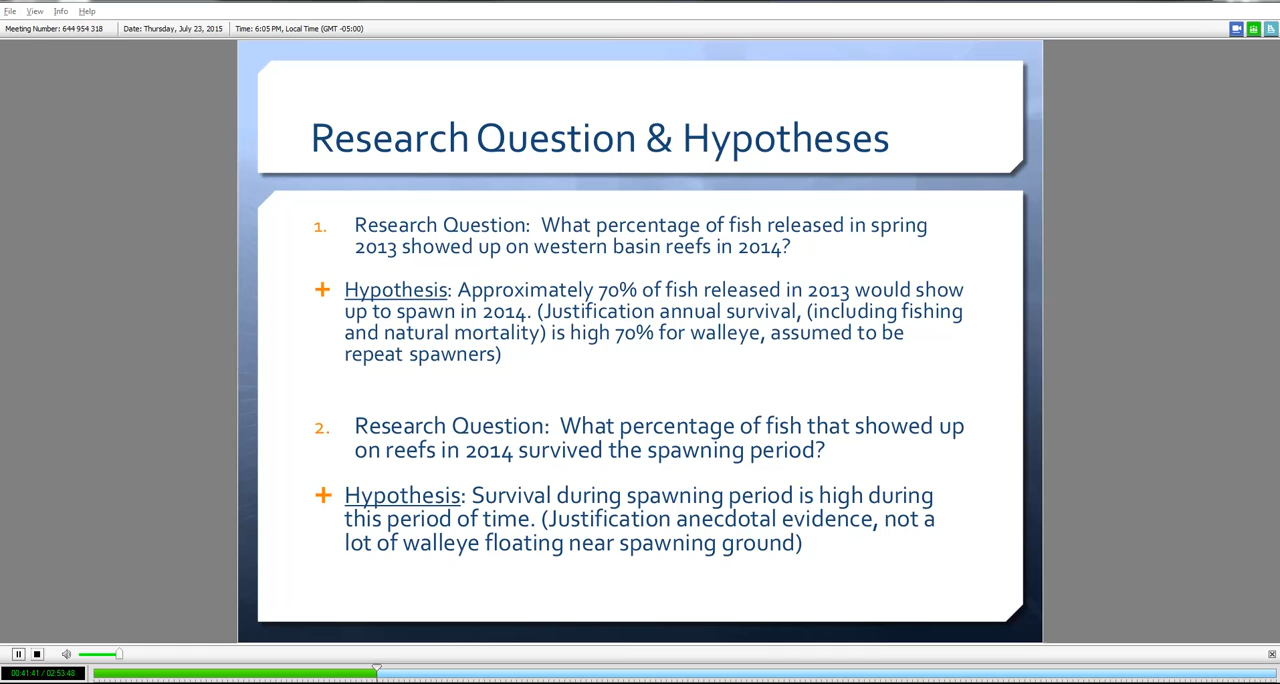 File View Info Help
Meeting Number: 644 954 318 Date: Thursday, July 23, 2015 Time: 6:05 PM, Local Time (GMT -05:00)
Research Question & Hypotheses
1. Research Question: What percentage of fish released in spring
2013 showed up on western basin reefs in 2014?
+ Hypothesis: Approximately 70% of fish released in 2013 would show
up to spawn in 2014. (Justification annual survival, (including fishing
and natural mortality) is high 70% for walleye, assumed to be
repeat spawners)
2. Research Question: What percentage of fish that showed up
on reefs in 2014 survived the spawning period?
+ Hypothesis: Survival during spawning period is high during
this period of time. (Justification anecdotal evidence, not a
lot of walleye floating near spawning ground)
00:41:41 / 02:53:48